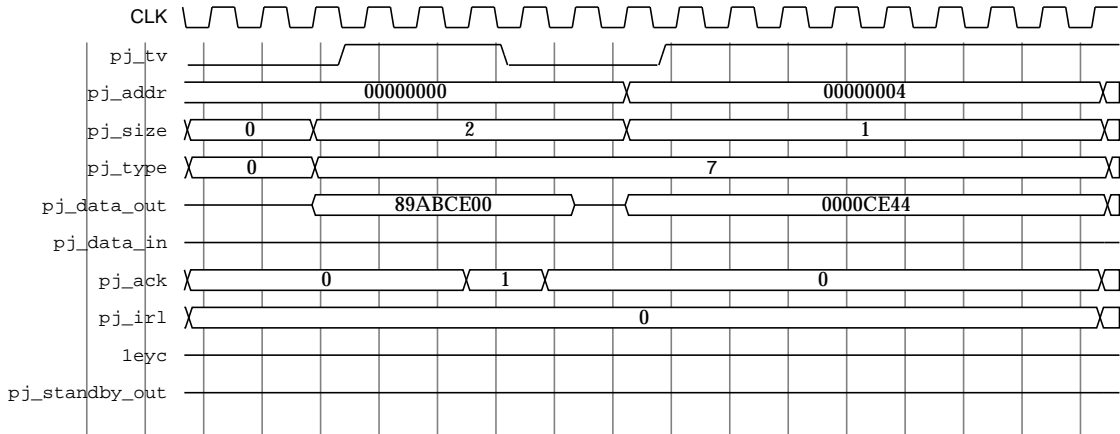 CLK
pj_tv
pj_addr 00000000 00000004
pj_size 0 2 1
pj_type 0 7
pj_data_out 89ABCE00 0000CE44
pj_data_in
pj_ack 0 1 0
pj_irl 0
1eyc
pj_standby_out